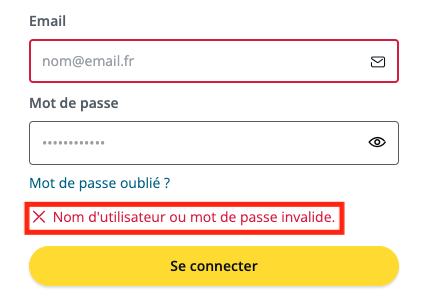 Email
nom@email.fr
Mot de passe
••••••••••••
Mot de passe oublié ?
Nom d'utilisateur ou mot de passe invalide.
Se connecter